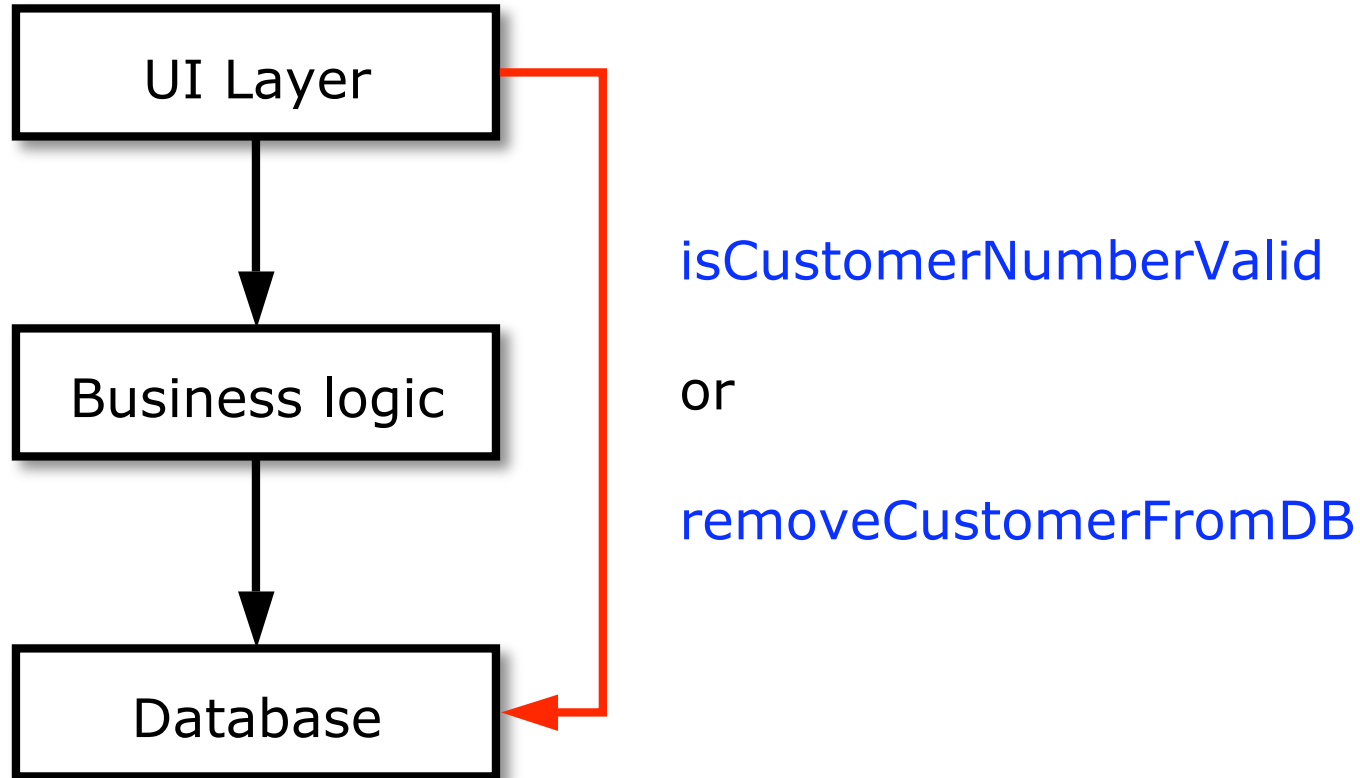 UI Layer
isCustomerNumberValid
Business logic
or
removeCustomerFromDB
Database